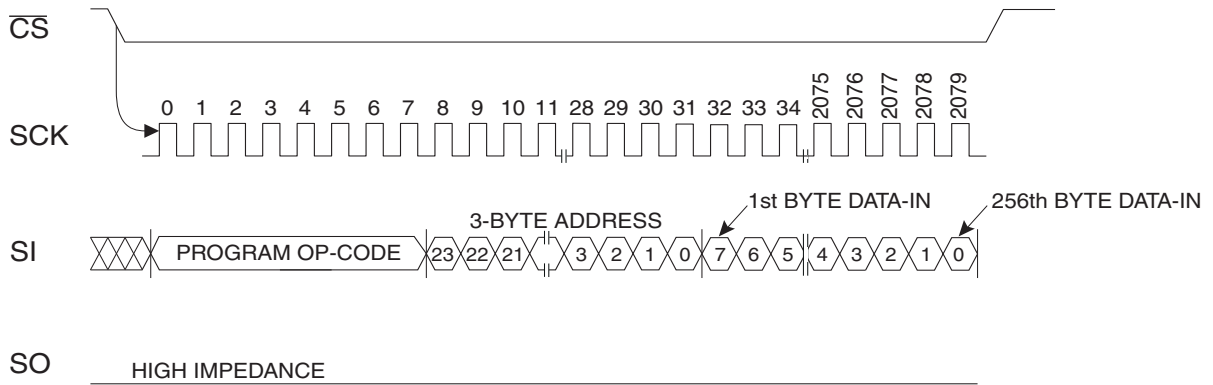 CS
0 1 2 3 4 5 6 7 8 9 10 11 28 29 30 31 32 33 34 2075 2076 2077 2078 2079
SCK
1st BYTE DATA-IN 256th BYTE DATA-IN
3-BYTE ADDRESS
SI PROGRAM OP-CODE 23 22 21 3 2 1 0 7 6 5 4 3 2 1 0
SO HIGH IMPEDANCE